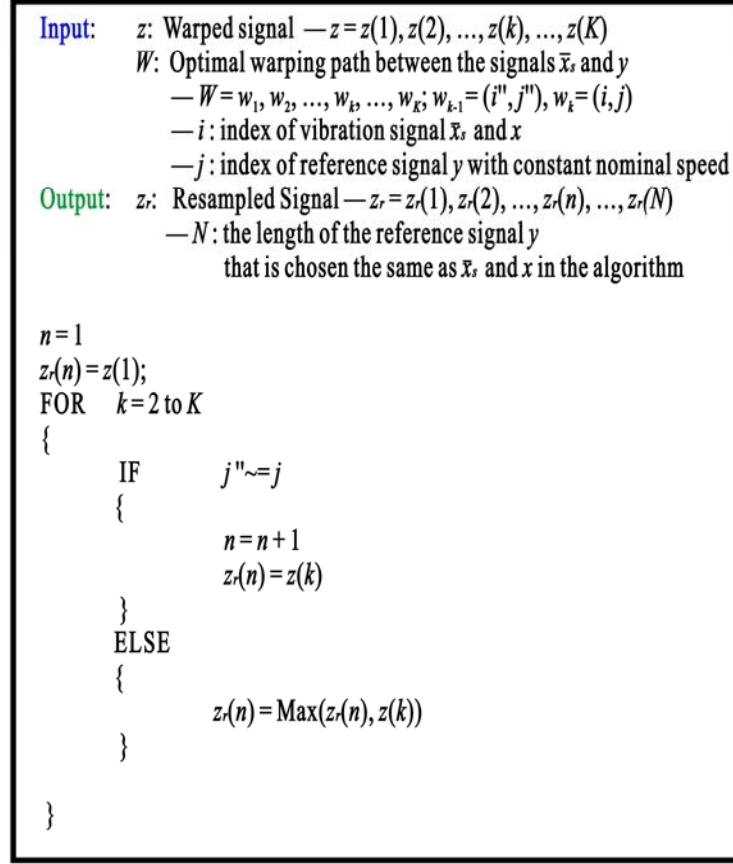 Input: z: Warped signal — z = z(1), z(2), ..., z(k), ..., z(K)
W: Optimal warping path between the signals x̄ₛ and y
— W = w₁, w₂, ..., wₖ, ..., w_K; wₖ₋₁ = (i", j"), wₖ = (i, j)
— i : index of vibration signal x̄ₛ and x
— j : index of reference signal y with constant nominal speed
Output: zᵣ: Resampled Signal — zᵣ = zᵣ(1), zᵣ(2), ..., zᵣ(n), ..., zᵣ(N)
— N : the length of the reference signal y
that is chosen the same as x̄ₛ and x in the algorithm
n = 1
zᵣ(n) = z(1);
FOR k = 2 to K
{
IF j"~=j
{
n = n + 1
zᵣ(n) = z(k)
}
ELSE
{
zᵣ(n) = Max(zᵣ(n), z(k))
}
}